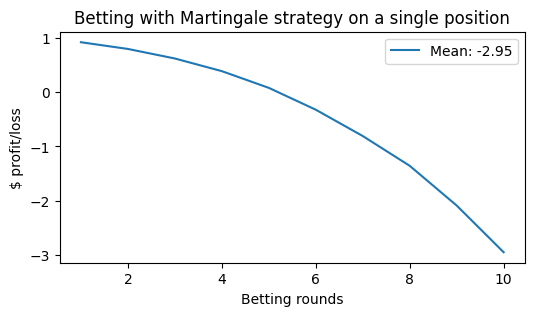 Betting with Martingale strategy on a single position
Mean: -2.95
$ profit/loss
1
0
−1
−2
−3
2
4
6
8
10
Betting rounds